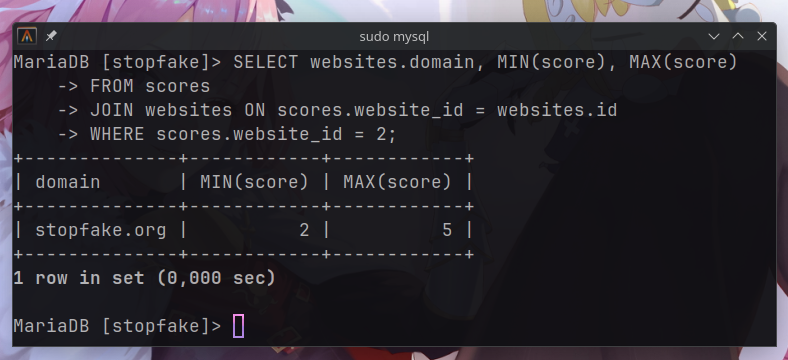 sudo mysql
MariaDB [stopfake]> SELECT websites.domain, MIN(score), MAX(score)
    -> FROM scores
    -> JOIN websites ON scores.website_id = websites.id
    -> WHERE scores.website_id = 2;
+--------------+------------+------------+
| domain       | MIN(score) | MAX(score) |
+--------------+------------+------------+
| stopfake.org |          2 |          5 |
+--------------+------------+------------+
1 row in set (0,000 sec)
MariaDB [stopfake]>